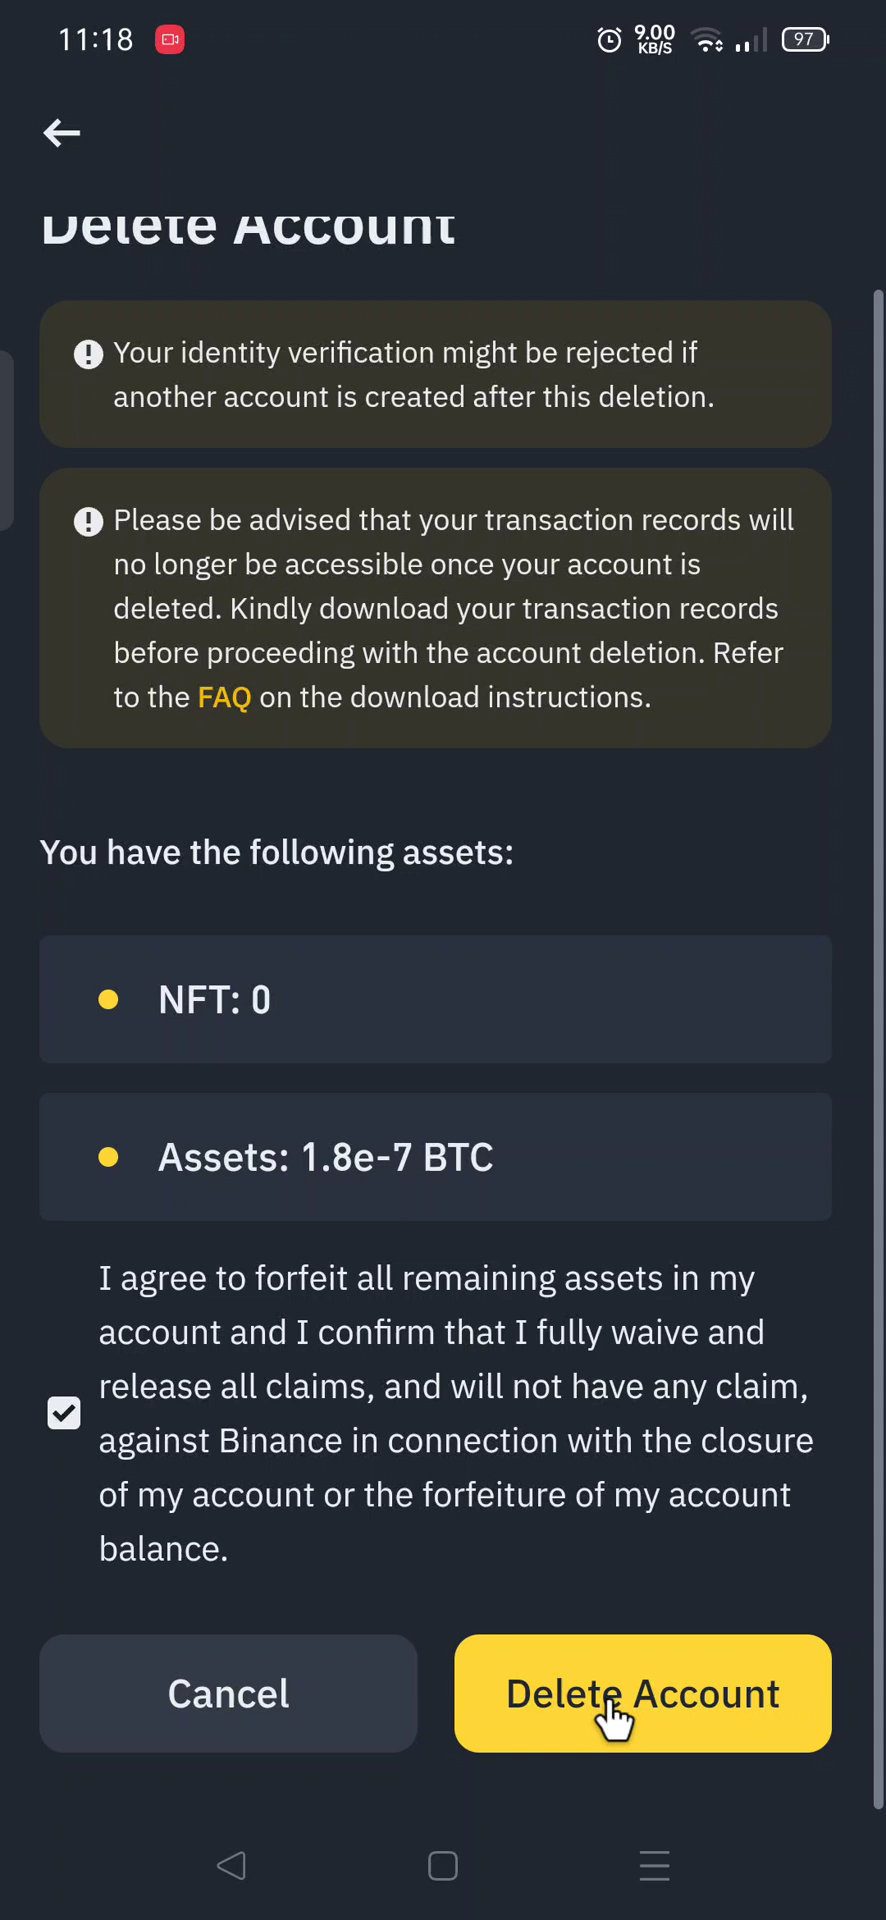 11:18
9.00
KB/S
97
Delete Account
Your identity verification might be rejected if
another account is created after this deletion.
Please be advised that your transaction records will
no longer be accessible once your account is
deleted. Kindly download your transaction records
before proceeding with the account deletion. Refer
to the FAQ on the download instructions.
You have the following assets:
NFT: 0
Assets: 1.8e-7 BTC
I agree to forfeit all remaining assets in my
account and I confirm that I fully waive and
release all claims, and will not have any claim,
against Binance in connection with the closure
of my account or the forfeiture of my account
balance.
Cancel
Delete Account